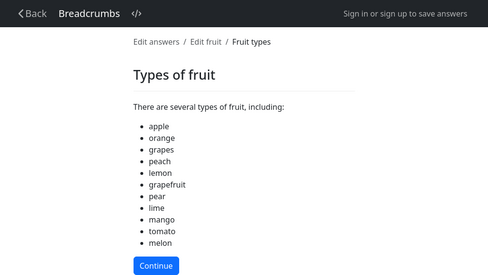 Back Breadcrumbs </> Sign in or sign up to save answers
Edit answers / Edit fruit / Fruit types
Types of fruit
There are several types of fruit, including:
apple
orange
grapes
peach
lemon
grapefruit
pear
lime
mango
tomato
melon
Continue